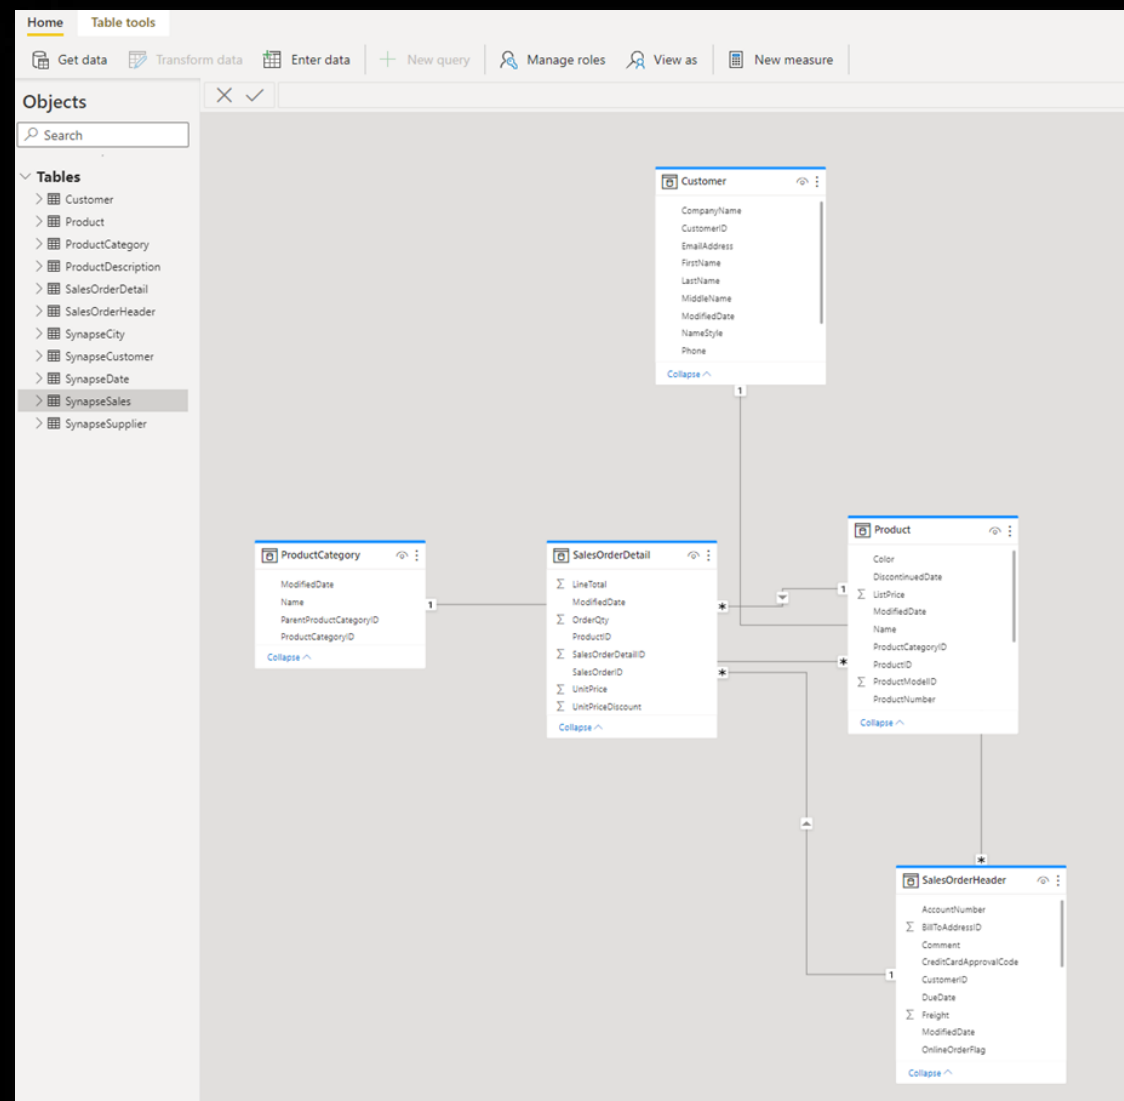 Home Table tools
Get data Transform data Enter data New query Manage roles View as New measure
Objects
Search
Tables
Customer
Product
ProductCategory
ProductDescription
SalesOrderDetail
SalesOrderHeader
SynapseCity
SynapseCustomer
SynapseDate
SynapseSales
SynapseSupplier
Customer
CompanyName
CustomerID
EmailAddress
FirstName
LastName
MiddleName
ModifiedDate
NameStyle
Phone
Collapse
1
ProductCategory
ModifiedDate
Name
ParentProductCategoryID
ProductCategoryID
Collapse
1
SalesOrderDetail
Σ LineTotal
ModifiedDate
Σ OrderQty
ProductID
Σ SalesOrderDetailID
SalesOrderID
Σ UnitPrice
Σ UnitPriceDiscount
Collapse
*
*
1
*
Product
Color
DiscontinuedDate
Σ ListPrice
ModifiedDate
Name
ProductCategoryID
ProductID
Σ ProductModelID
ProductNumber
Collapse
*
1
SalesOrderHeader
AccountNumber
Σ BillToAddressID
Comment
CreditCardApprovalCode
CustomerID
DueDate
Σ Freight
ModifiedDate
OnlineOrderFlag
Collapse